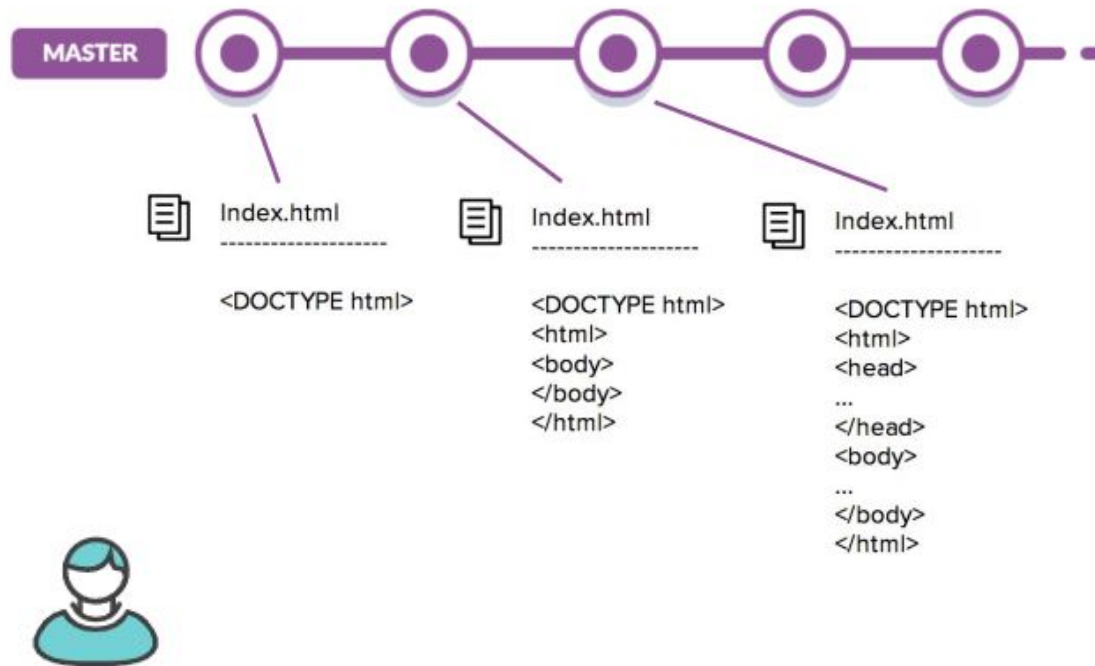 MASTER
Index.html
--------------------
<DOCTYPE html>
Index.html
--------------------
<DOCTYPE html>
<html>
<body>
</body>
</html>
Index.html
--------------------
<DOCTYPE html>
<html>
<head>
...
</head>
<body>
...
</body>
</html>